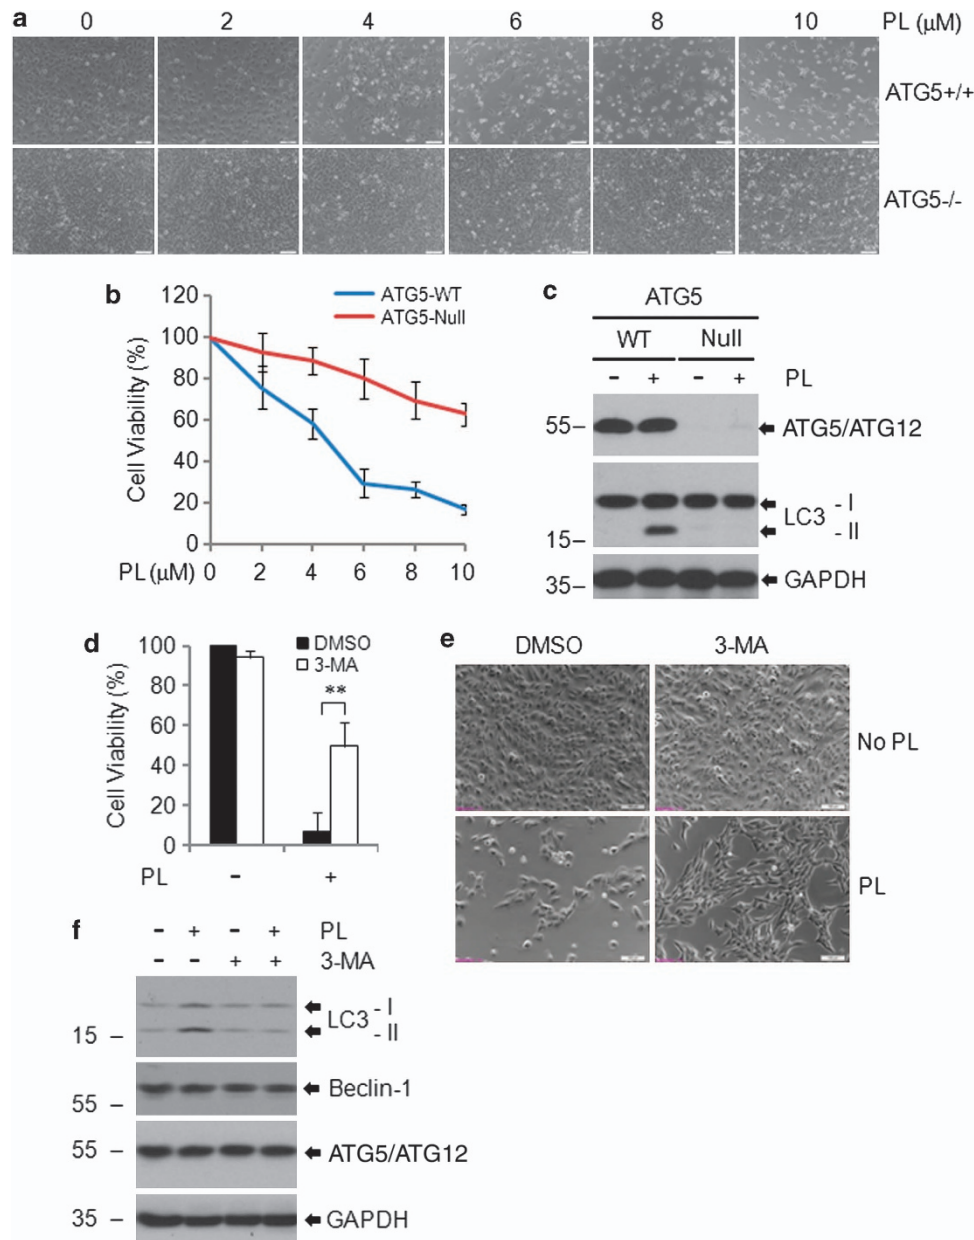 a 0 2 4 6 8 10 PL (μM)
ATG5+/+
ATG5-/-
b
120
100
80
60
40
20
0
Cell Viability (%)
ATG5-WT
ATG5-Null
PL (μM) 0 2 4 6 8 10
c
ATG5
WT Null
- + - + PL
55– ATG5/ATG12
LC3 - I
- II
15–
35– GAPDH
d
100
80
60
40
20
0
Cell Viability (%)
DMSO
3-MA
**
PL - +
e
DMSO 3-MA
No PL
PL
f
- + - + PL
- - + + 3-MA
LC3 - I
- II
15 –
Beclin-1
55 –
55 – ATG5/ATG12
35 – GAPDH